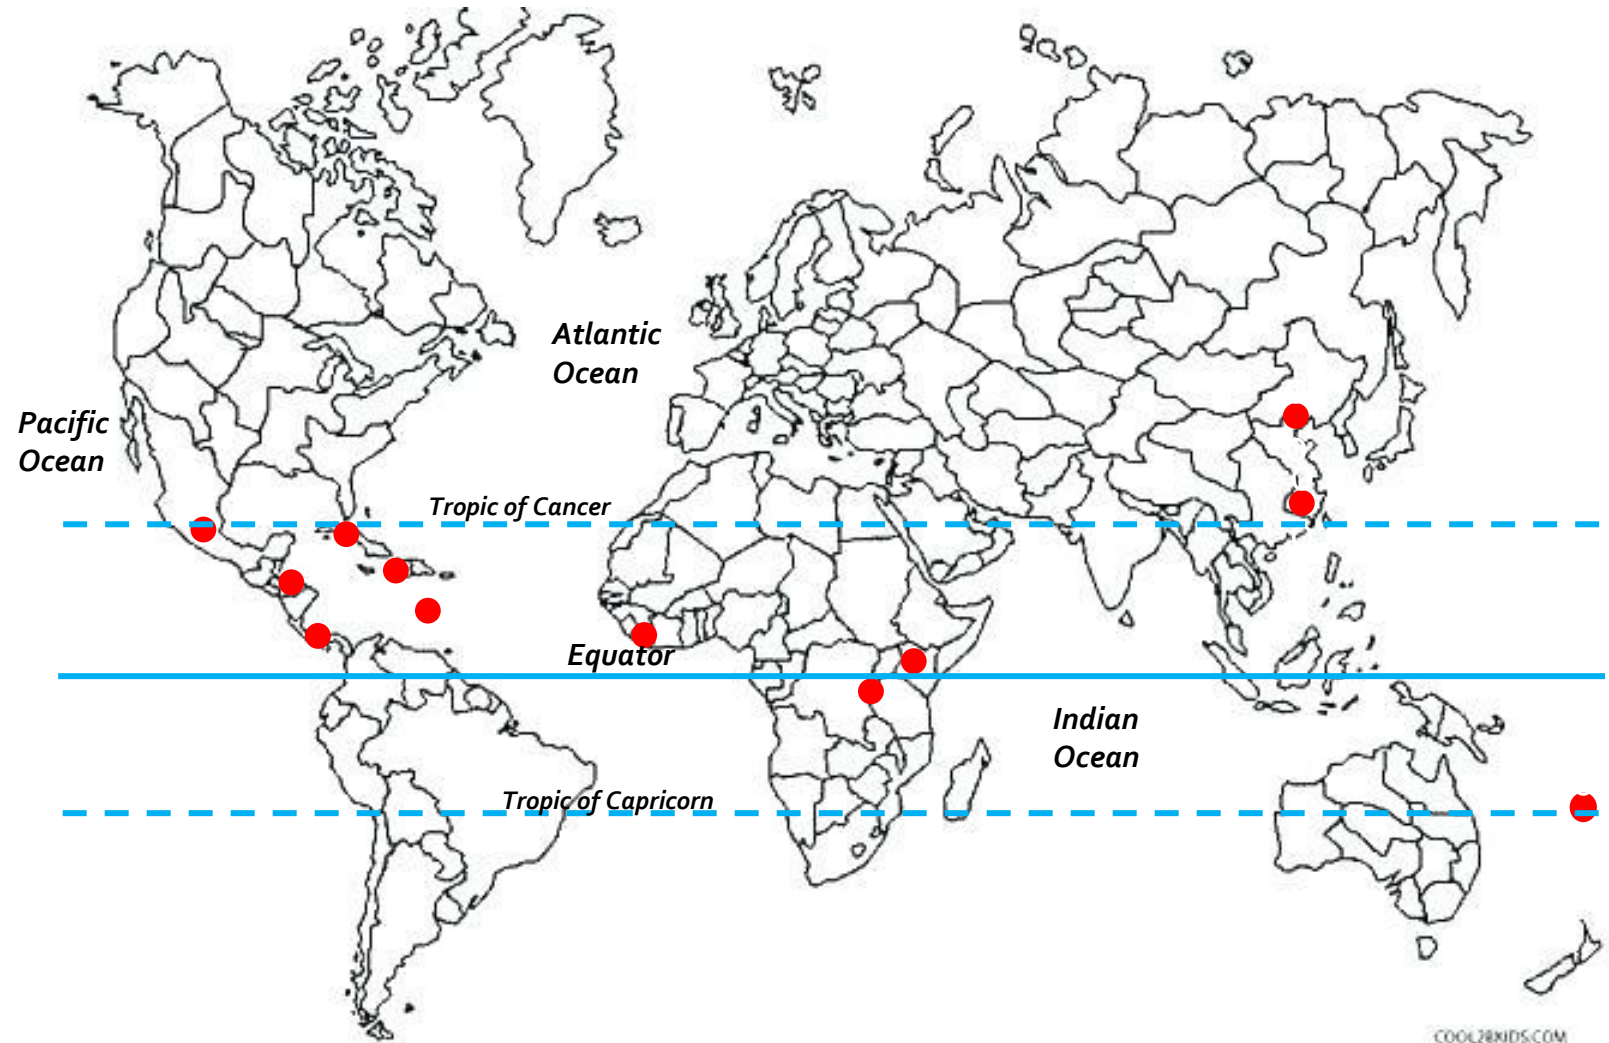 Atlantic
Ocean
Pacific
Ocean
Tropic of Cancer
Equator
Indian
Ocean
Tropic of Capricorn
COOL2BKIDS.COM